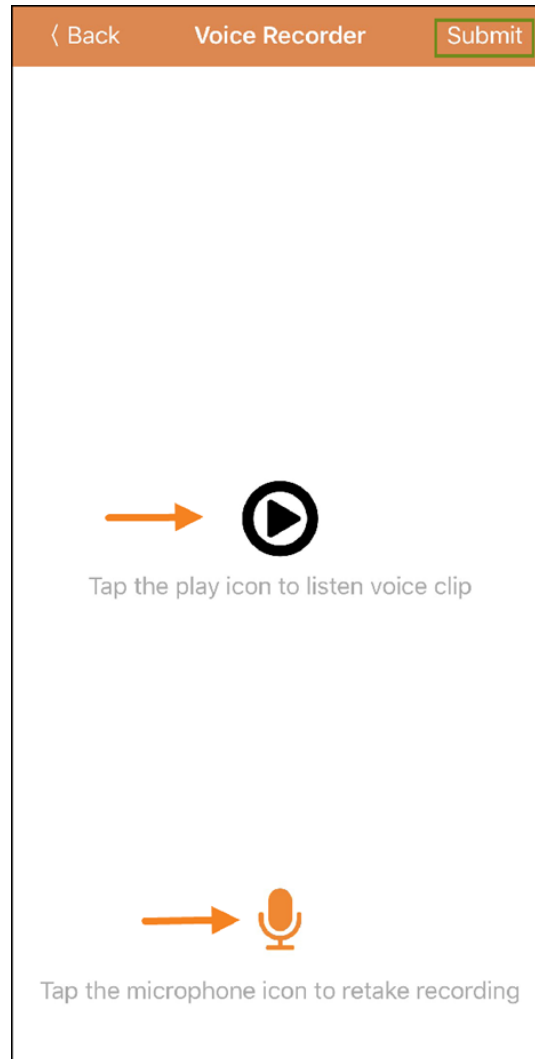 Back Voice Recorder Submit
Tap the play icon to listen voice clip
Tap the microphone icon to retake recording